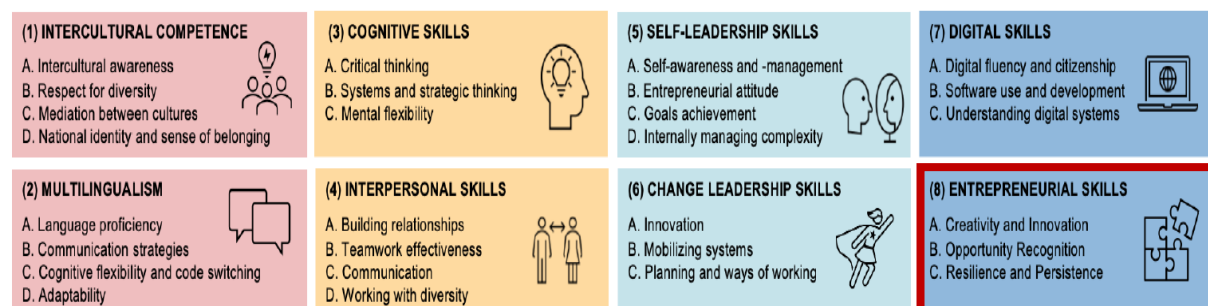 (1) INTERCULTURAL COMPETENCE
A. Intercultural awareness
B. Respect for diversity
C. Mediation between cultures
D. National identity and sense of belonging
(2) MULTILINGUALISM
A. Language proficiency
B. Communication strategies
C. Cognitive flexibility and code switching
D. Adaptability
(3) COGNITIVE SKILLS
A. Critical thinking
B. Systems and strategic thinking
C. Mental flexibility
(4) INTERPERSONAL SKILLS
A. Building relationships
B. Teamwork effectiveness
C. Communication
D. Working with diversity
(5) SELF-LEADERSHIP SKILLS
A. Self-awareness and -management
B. Entrepreneurial attitude
C. Goals achievement
D. Internally managing complexity
(6) CHANGE LEADERSHIP SKILLS
A. Innovation
B. Mobilizing systems
C. Planning and ways of working
(7) DIGITAL SKILLS
A. Digital fluency and citizenship
B. Software use and development
C. Understanding digital systems
(8) ENTREPRENEURIAL SKILLS
A. Creativity and Innovation
B. Opportunity Recognition
C. Resilience and Persistence